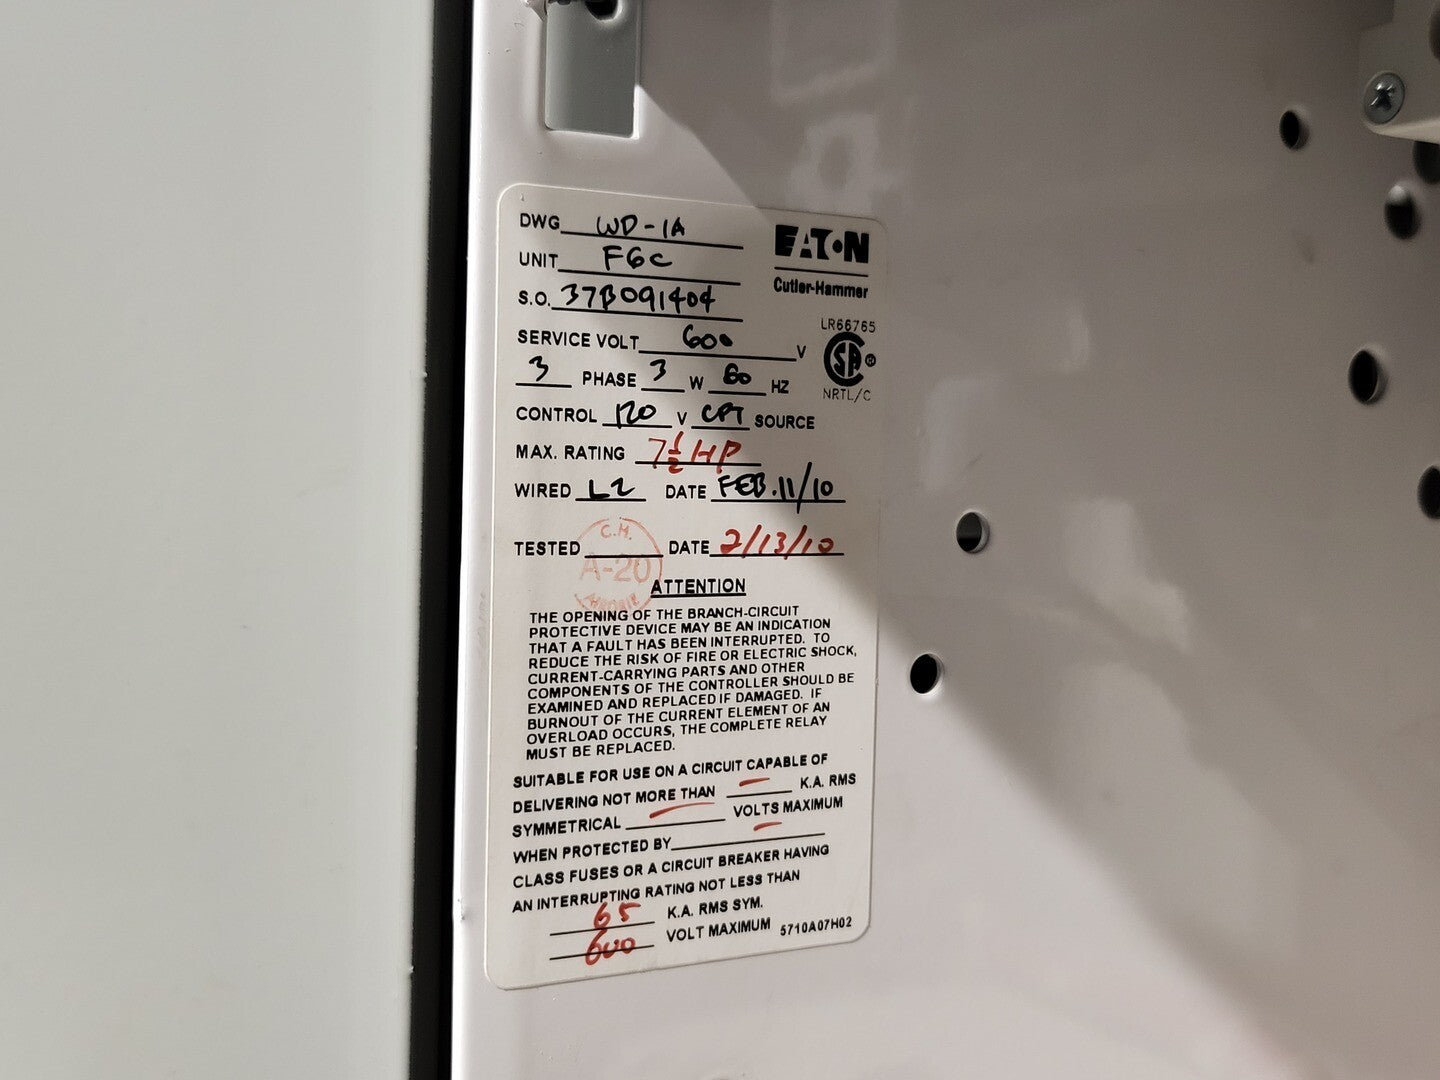 DWG WD-1A
EATON
UNIT F6C
Cutler-Hammer
S.O. 37B091404
LR66765
SERVICE VOLT 600 V
SA
3 PHASE 3 W 60 HZ
NRTL/C
CONTROL 120 V CPT SOURCE
MAX. RATING 7 1/2 HP
WIRED L2 DATE FEB.11/10
C.H.
TESTED DATE 2/13/10
A-20
ATTENTION
THE OPENING OF THE BRANCH-CIRCUIT
PROTECTIVE DEVICE MAY BE AN INDICATION
THAT A FAULT HAS BEEN INTERRUPTED. TO
REDUCE THE RISK OF FIRE OR ELECTRIC SHOCK,
CURRENT-CARRYING PARTS AND OTHER
COMPONENTS OF THE CONTROLLER SHOULD BE
EXAMINED AND REPLACED IF DAMAGED. IF
BURNOUT OF THE CURRENT ELEMENT OF AN
OVERLOAD OCCURS, THE COMPLETE RELAY
MUST BE REPLACED.
SUITABLE FOR USE ON A CIRCUIT CAPABLE OF
DELIVERING NOT MORE THAN — K.A. RMS
SYMMETRICAL — VOLTS MAXIMUM
WHEN PROTECTED BY —
CLASS FUSES OR A CIRCUIT BREAKER HAVING
AN INTERRUPTING RATING NOT LESS THAN
65 K.A. RMS SYM.
600 VOLT MAXIMUM 5710A07H02